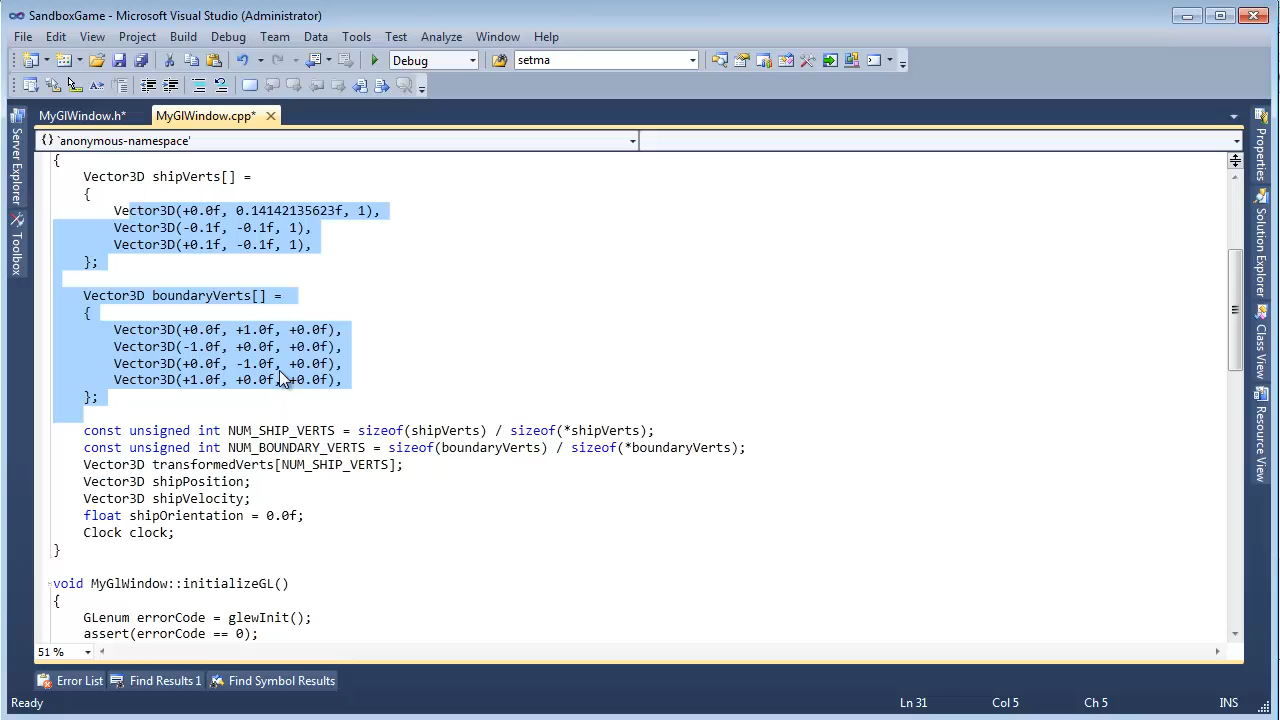 SandboxGame - Microsoft Visual Studio (Administrator)
File Edit View Project Build Debug Team Data Tools Test Analyze Window Help
Debug setma
MyGlWindow.h* MyGlWindow.cpp*
{} `anonymous-namespace'
{
Vector3D shipVerts[] =
{
Vector3D(+0.0f, 0.14142135623f, 1),
Vector3D(-0.1f, -0.1f, 1),
Vector3D(+0.1f, -0.1f, 1),
};
Vector3D boundaryVerts[] =
{
Vector3D(+0.0f, +1.0f, +0.0f),
Vector3D(-1.0f, +0.0f, +0.0f),
Vector3D(+0.0f, -1.0f, +0.0f),
Vector3D(+1.0f, +0.0f, +0.0f),
};
const unsigned int NUM_SHIP_VERTS = sizeof(shipVerts) / sizeof(*shipVerts);
const unsigned int NUM_BOUNDARY_VERTS = sizeof(boundaryVerts) / sizeof(*boundaryVerts);
Vector3D transformedVerts[NUM_SHIP_VERTS];
Vector3D shipPosition;
Vector3D shipVelocity;
float shipOrientation = 0.0f;
Clock clock;
}
void MyGlWindow::initializeGL()
{
GLenum errorCode = glewInit();
assert(errorCode == 0);
51 %
Server Explorer
Toolbox
Properties
Solution Explorer
Class View
Resource View
Error List Find Results 1 Find Symbol Results
Ready Ln 31 Col 5 Ch 5 INS